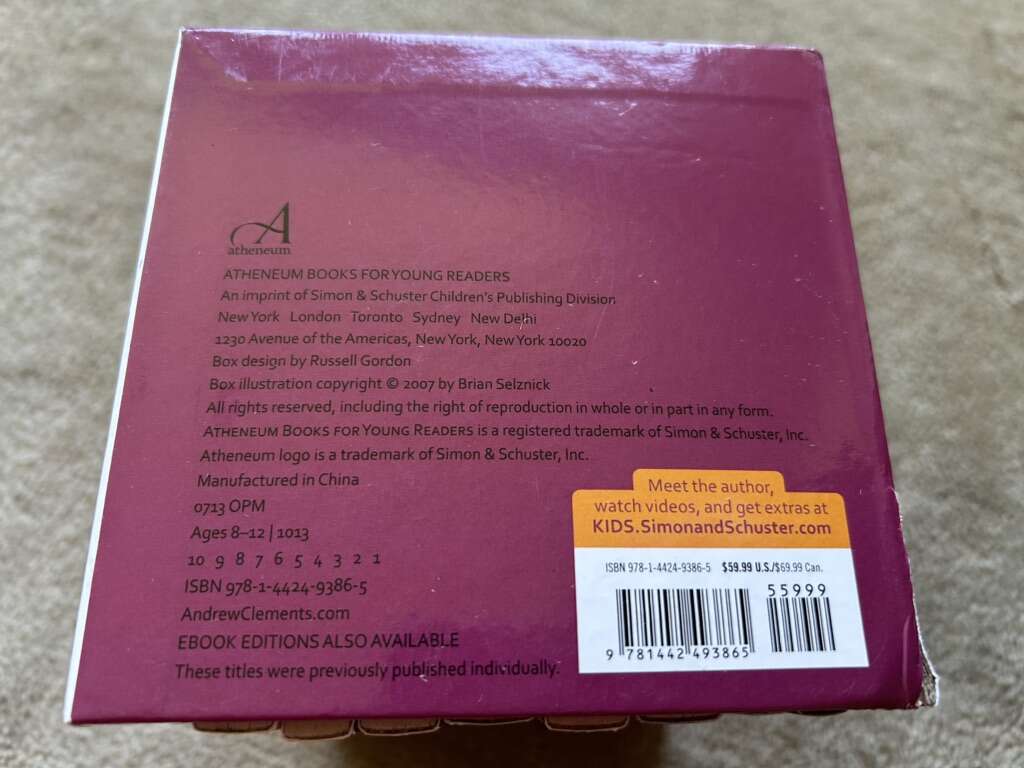 A
atheneum
ATHENEUM BOOKS FOR YOUNG READERS
An imprint of Simon & Schuster Children's Publishing Division
New York London Toronto Sydney New Delhi
1230 Avenue of the Americas, New York, New York 10020
Box design by Russell Gordon
Box illustration copyright © 2007 by Brian Selznick
All rights reserved, including the right of reproduction in whole or in part in any form.
ATHENEUM BOOKS FOR YOUNG READERS is a registered trademark of Simon & Schuster, Inc.
Atheneum logo is a trademark of Simon & Schuster, Inc.
Manufactured in China
0713 OPM
Ages 8–12 | 1013
10 9 8 7 6 5 4 3 2 1
ISBN 978-1-4424-9386-5
AndrewClements.com
EBOOK EDITIONS ALSO AVAILABLE
These titles were previously published individually.
Meet the author,
watch videos, and get extras at
KIDS.SimonandSchuster.com
ISBN 978-1-4424-9386-5 $59.99 U.S./$69.99 Can.
55999
9 781442 493865